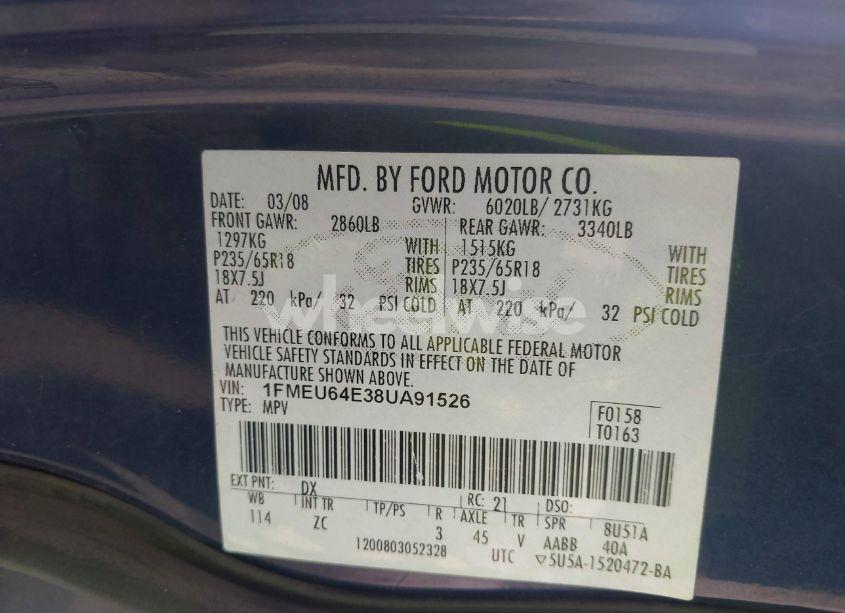 MFD. BY FORD MOTOR CO.
DATE: 03/08 GVWR: 6020LB/ 2731KG
FRONT GAWR: 2860LB REAR GAWR: 3340LB
1297KG WITH 1515KG WITH
P235/65R18 TIRES P235/65R18 TIRES
18X7.5J RIMS 18X7.5J RIMS
AT 220 kPa/ 32 PSI COLD AT 220 kPa/ 32 PSI COLD
wheelwise
THIS VEHICLE CONFORMS TO ALL APPLICABLE FEDERAL MOTOR
VEHICLE SAFETY STANDARDS IN EFFECT ON THE DATE OF
MANUFACTURE SHOWN ABOVE.
VIN: 1FMEU64E38UA91526
TYPE: MPV
F0158
T0163
EXT PNT: DX RC: 21 DSO:
WB INT TR TP/PS R AXLE TR SPR 8U51A
114 ZC 3 45 V AABB 40A
1200803052328 UTC ▽5U5A-1520472-BA